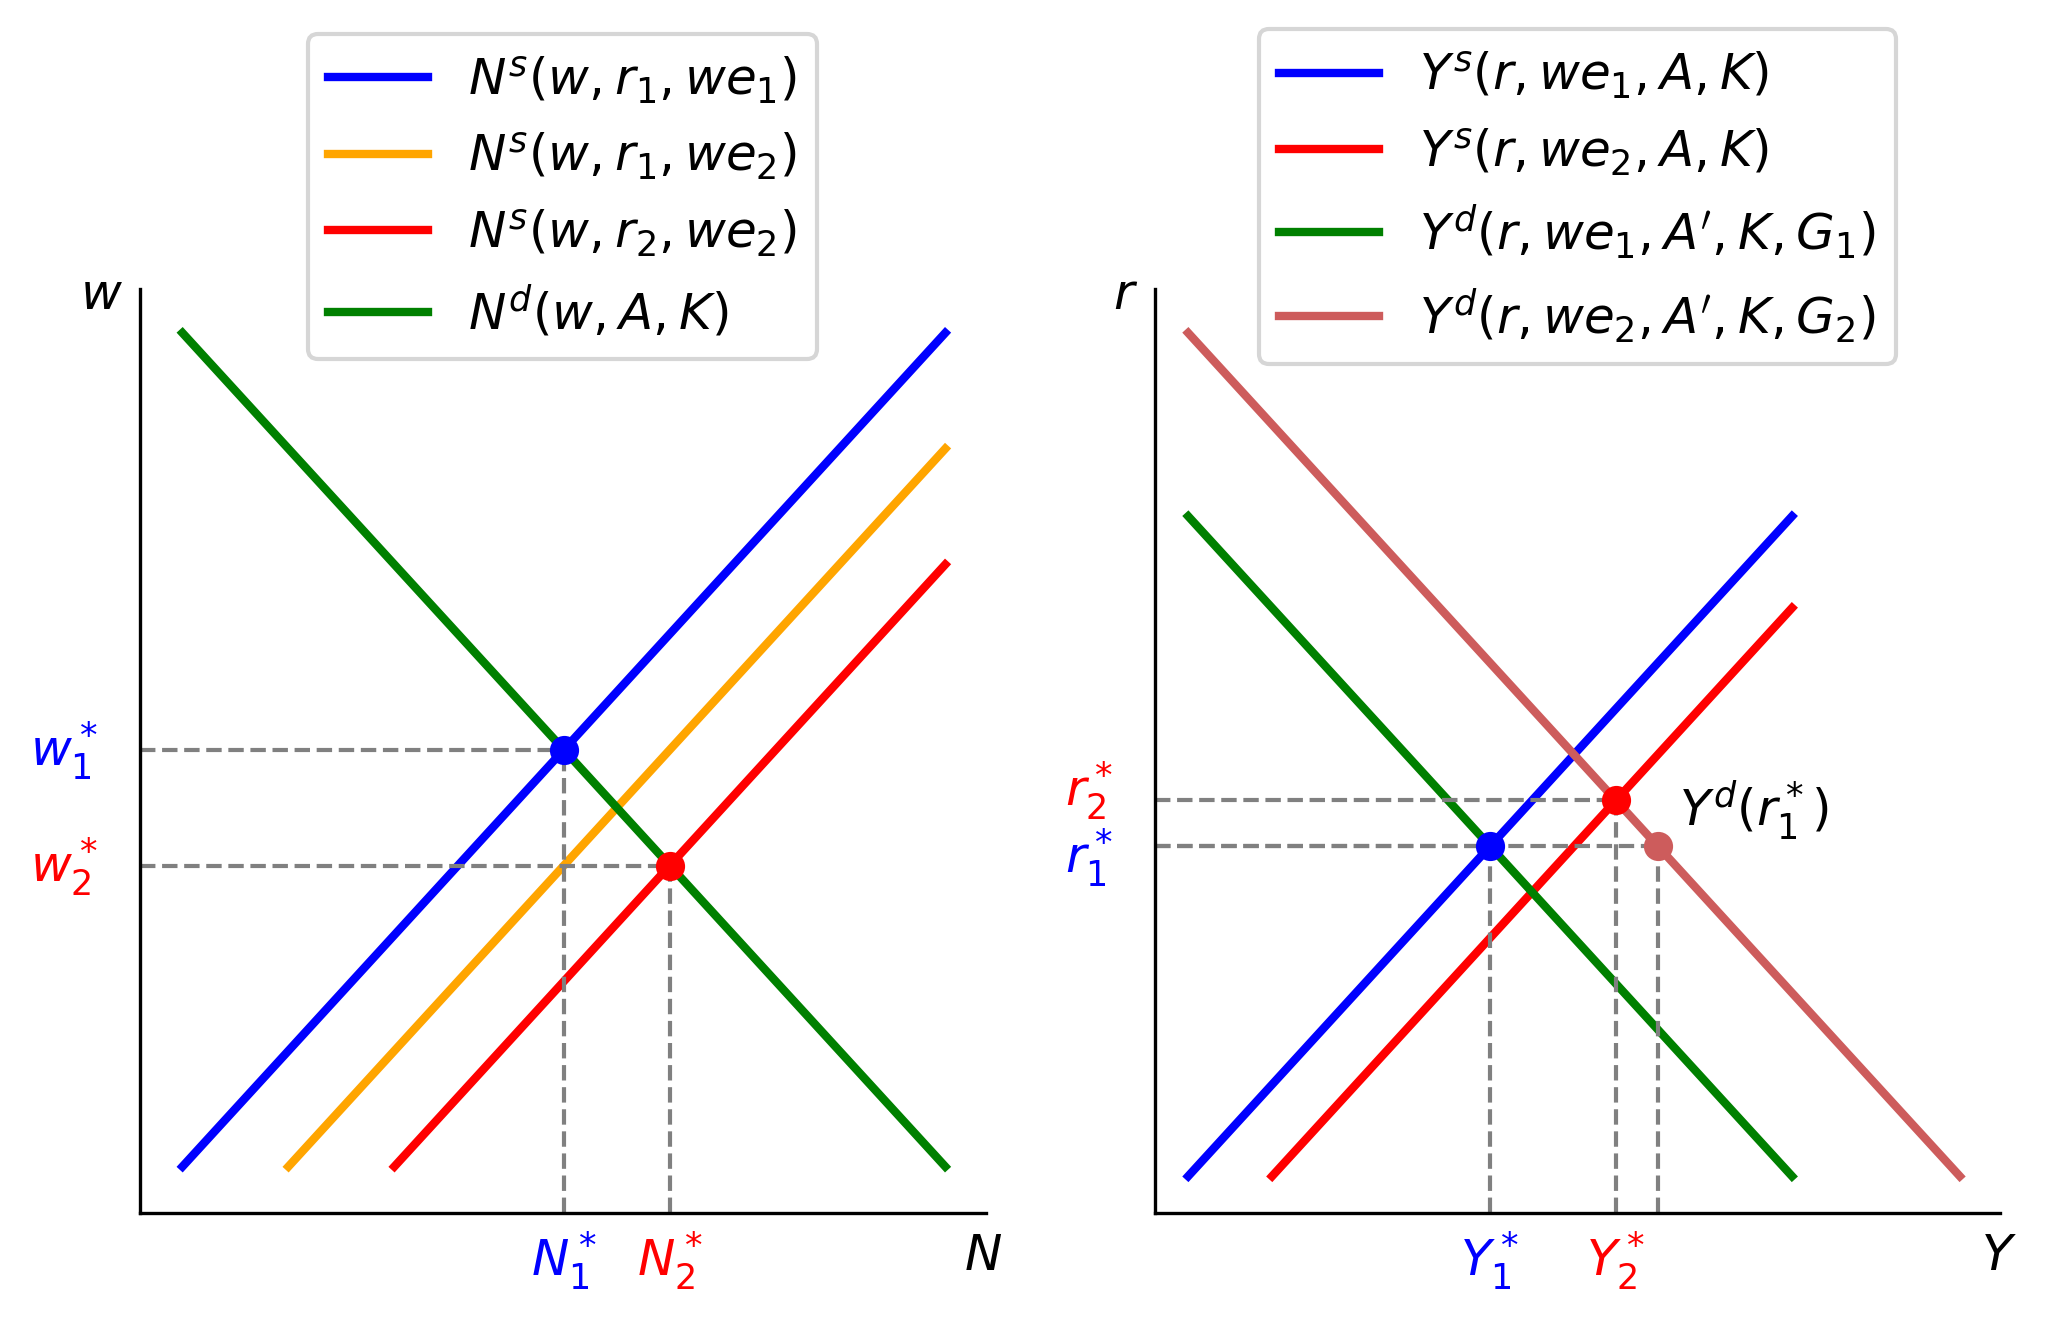 N^s(w, r_1, we_1)
N^s(w, r_1, we_2)
N^s(w, r_2, we_2)
N^d(w, A, K)
w
w_1^*
w_2^*
N_1^* N_2^*
N
Y^s(r, we_1, A, K)
Y^s(r, we_2, A, K)
Y^d(r, we_1, A′, K, G_1)
Y^d(r, we_2, A′, K, G_2)
r
r_2^*
r_1^*
Y^d(r_1^*)
Y_1^* Y_2^*
Y